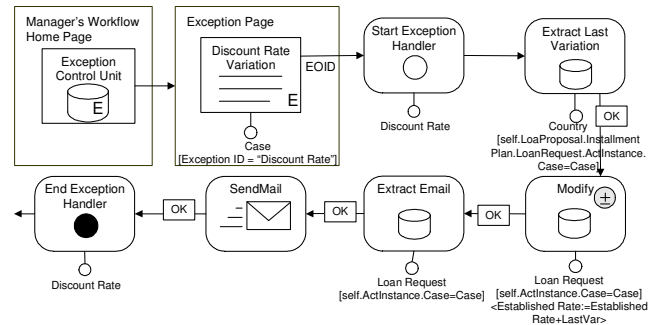 Manager's Workflow
Home Page
Exception
Control Unit
E
Exception Page
Discount Rate
Variation
E
EOID
Case
[Exception ID = "Discount Rate"]
Start Exception
Handler
Discount Rate
Extract Last
Variation
OK
Country
[self.LoaProposal.Installment
Plan.LoanRequest.ActInstance.
Case=Case]
Modify
±
Loan Request
[self.ActInstance.Case=Case]
<Established Rate:=Established
Rate+LastVar>
OK
Extract Email
Loan Request
[self.ActInstance.Case=Case]
OK
SendMail
OK
End Exception
Handler
Discount Rate